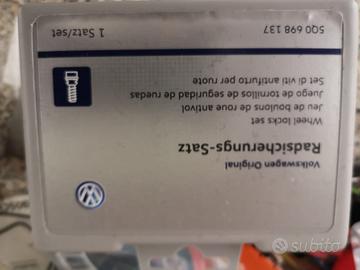 Volkswagen Original
Radsicherungs-Satz
Wheel locks set
Jeu de boulons de roue antivol
Juego de tornillos de seguridad de ruedas
Set di viti antifurto per ruote
1 Satz/set
5Q0 698 137
subito